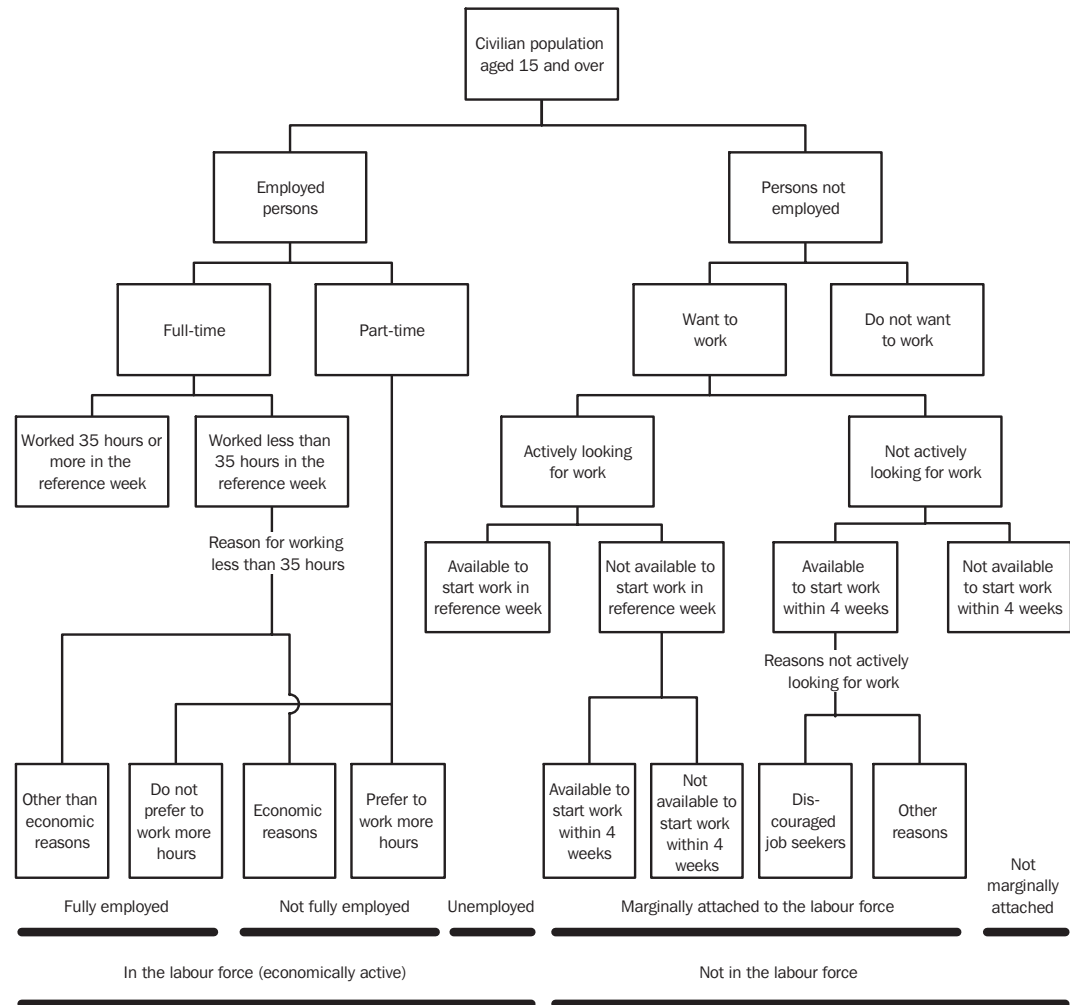 Civilian population
aged 15 and over
Employed
persons
Persons not
employed
Full-time
Part-time
Want to
work
Do not want
to work
Worked 35 hours or
more in the
reference week
Worked less than
35 hours in the
reference week
Actively looking
for work
Not actively
looking for work
Reason for working
less than 35 hours
Available to
start work in
reference week
Not available to
start work in
reference week
Available
to start work
within 4 weeks
Not available
to start work
within 4 weeks
Reasons not actively
looking for work
Other than
economic
reasons
Do not
prefer to
work more
hours
Economic
reasons
Prefer to
work more
hours
Available to
start work
within 4
weeks
Not
available to
start work
within 4
weeks
Dis-
couraged
job seekers
Other
reasons
Fully employed
Not fully employed
Unemployed
Marginally attached to the labour force
Not
marginally
attached
In the labour force (economically active)
Not in the labour force